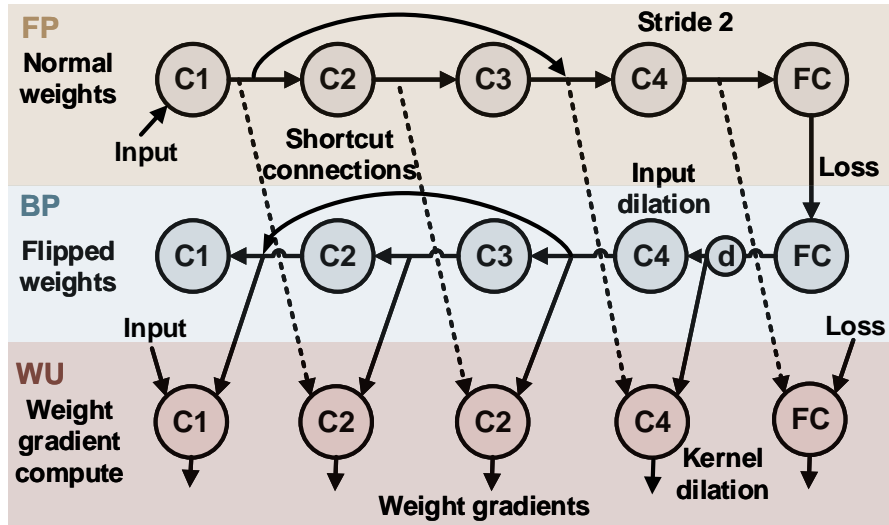 FP
Stride 2
Normal
weights
C1
C2
C3
C4
FC
Input
Shortcut
connections
Loss
BP
Input
dilation
Flipped
weights
C1
C2
C3
C4
d
FC
Input
Loss
WU
Weight
gradient
compute
C1
C2
C2
C4
FC
Kernel
dilation
Weight gradients